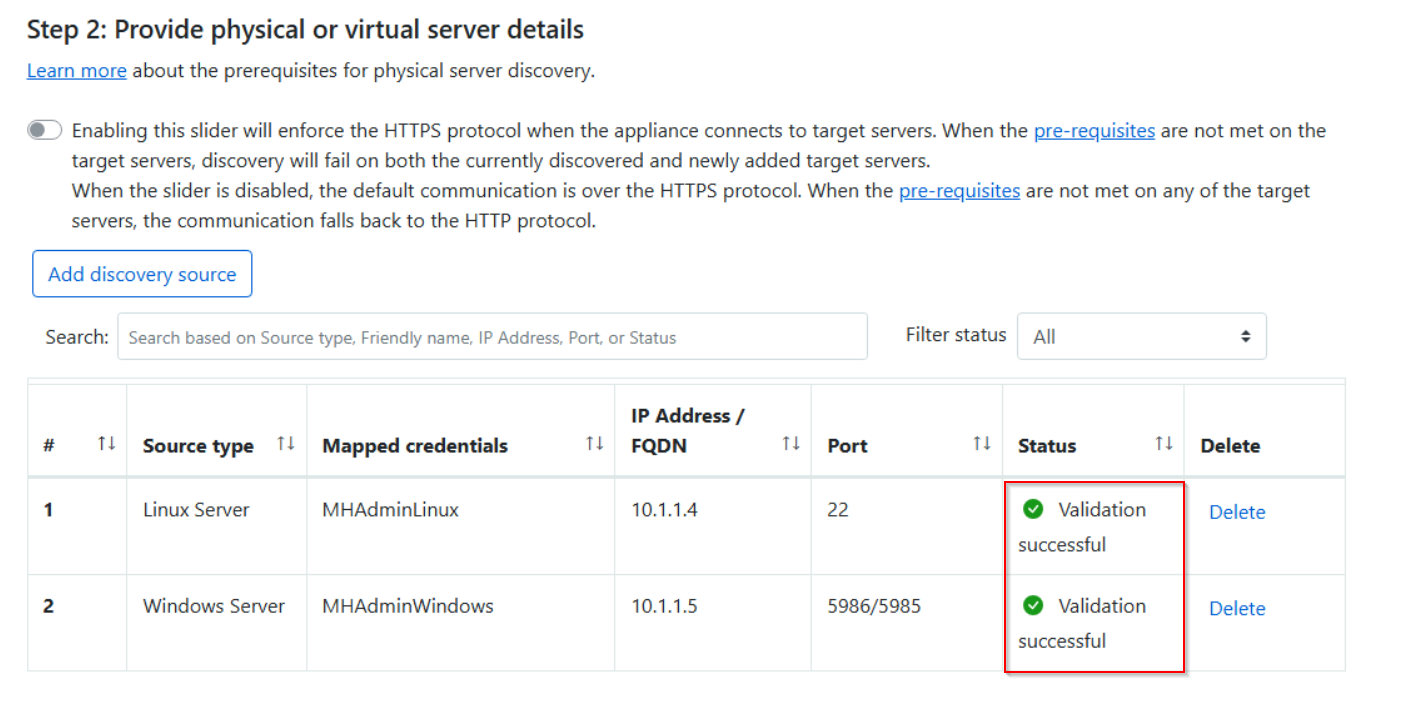 Step 2: Provide physical or virtual server details
Learn more about the prerequisites for physical server discovery.
Enabling this slider will enforce the HTTPS protocol when the appliance connects to target servers. When the pre-requisites are not met on the
target servers, discovery will fail on both the currently discovered and newly added target servers.
When the slider is disabled, the default communication is over the HTTPS protocol. When the pre-requisites are not met on any of the target
servers, the communication falls back to the HTTP protocol.
Add discovery source
Search: Search based on Source type, Friendly name, IP Address, Port, or Status Filter status All
# Source type Mapped credentials IP Address / FQDN Port Status Delete
1 Linux Server MHAdminLinux 10.1.1.4 22 Validation successful Delete
2 Windows Server MHAdminWindows 10.1.1.5 5986/5985 Validation successful Delete